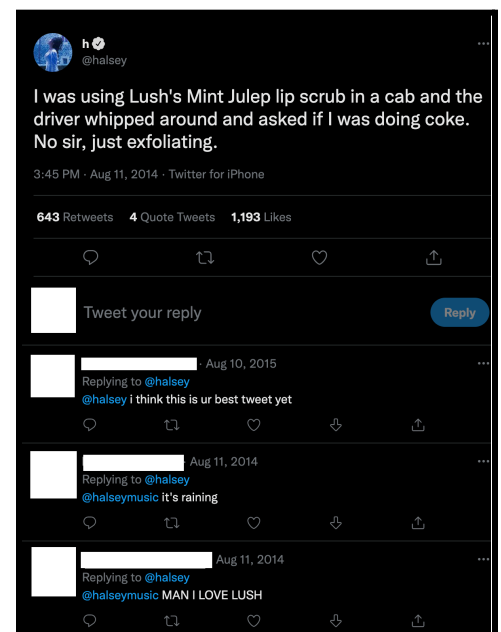 h
@halsey
I was using Lush's Mint Julep lip scrub in a cab and the
driver whipped around and asked if I was doing coke.
No sir, just exfoliating.
3:45 PM · Aug 11, 2014 · Twitter for iPhone
643 Retweets 4 Quote Tweets 1,193 Likes
Tweet your reply
Reply
· Aug 10, 2015
Replying to @halsey
@halsey i think this is ur best tweet yet
· Aug 11, 2014
Replying to @halsey
@halseymusic it's raining
Aug 11, 2014
Replying to @halsey
@halseymusic MAN I LOVE LUSH